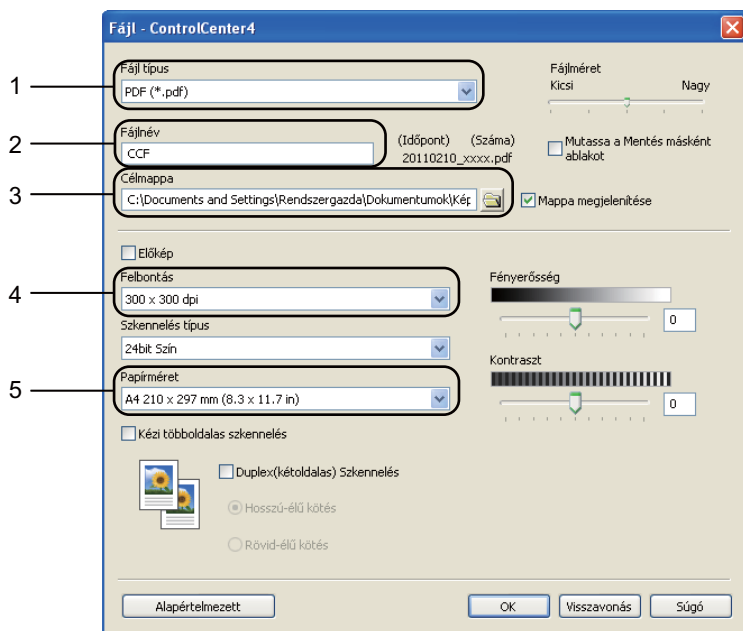 Fájl - ControlCenter4
1
Fájl típus
PDF (*.pdf)
Fájlméret
Kicsi Nagy
2
Fájlnév
CCF
(Időpont) (Száma)
20110210_xxxx.pdf
Mutassa a Mentés másként
ablakot
3
Célmappa
C:\Documents and Settings\Rendszergazda\Dokumentumok\Kép
Mappa megjelenítése
Előkép
4
Felbontás
300 x 300 dpi
Fényerősség
0
Szkennelés típus
24bit Szín
Kontraszt
0
5
Papírméret
A4 210 x 297 mm (8.3 x 11.7 in)
Kézi többoldalas szkennelés
Duplex(kétoldalas) Szkennelés
Hosszú-élű kötés
Rövid-élű kötés
Alapértelmezett OK Visszavonás Súgó